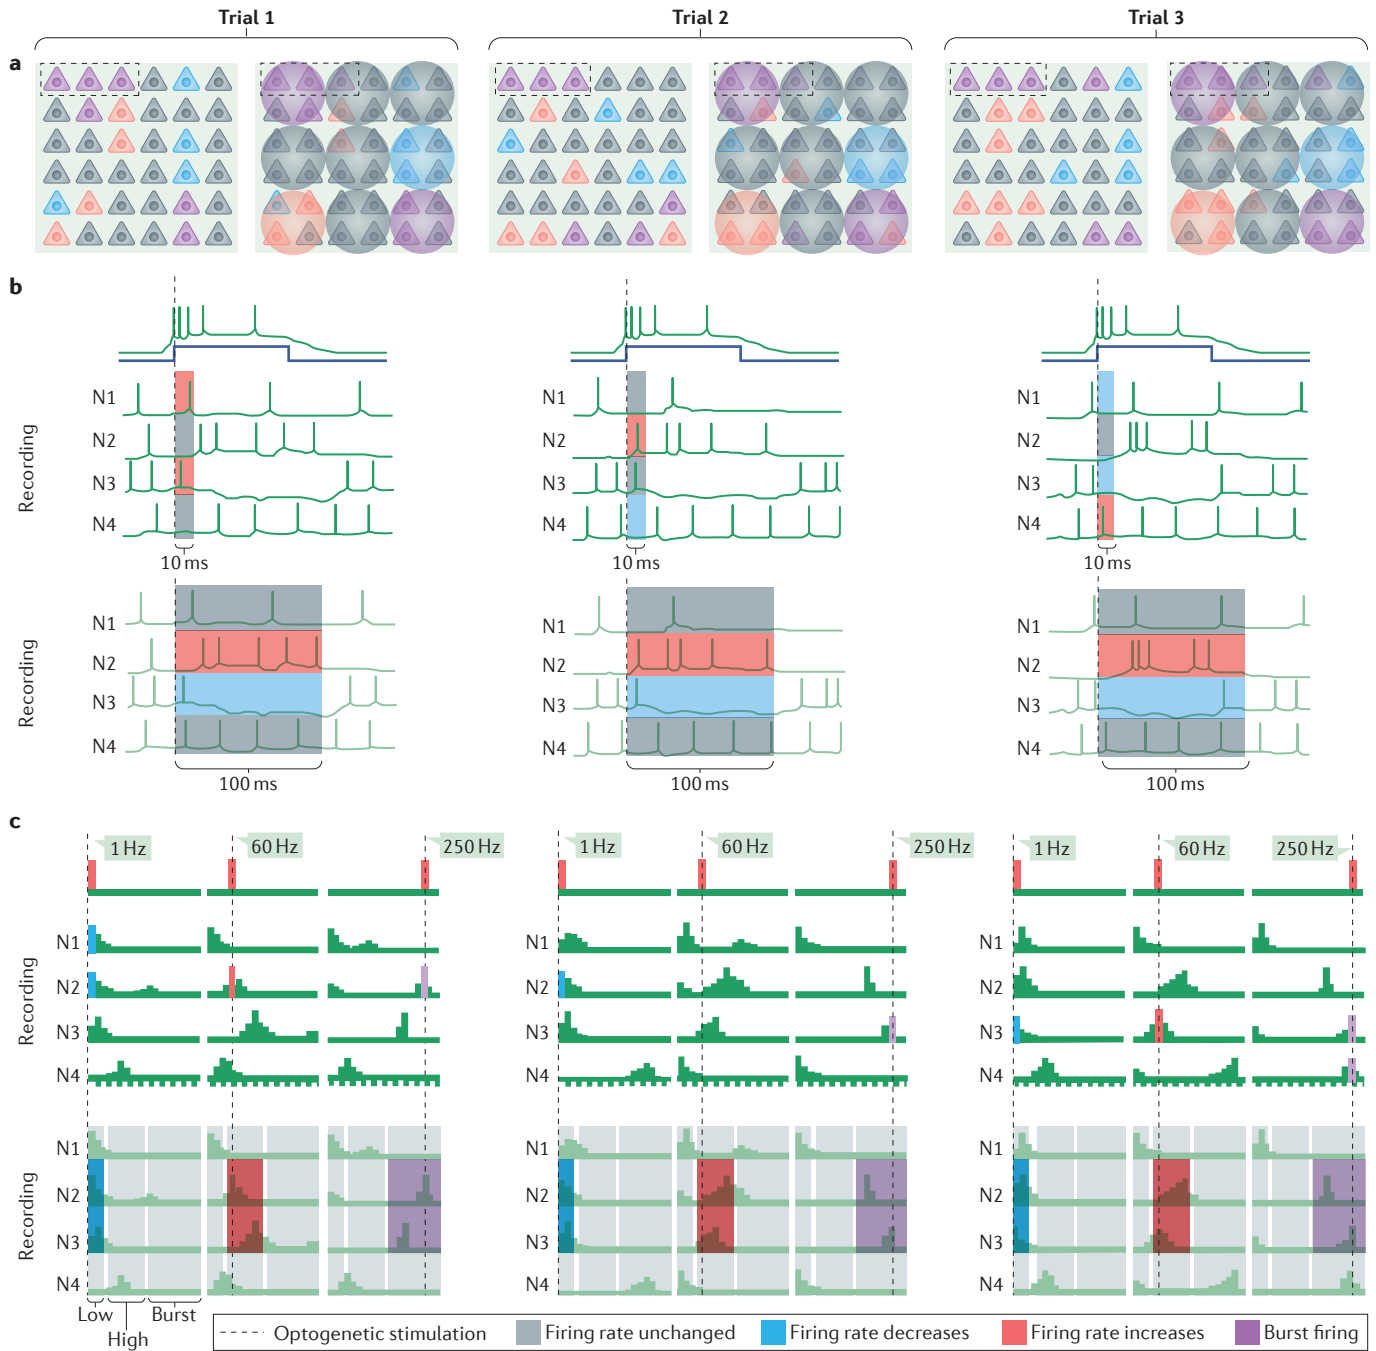 Trial 1 Trial 2 Trial 3
a
b
N1 N1 N1
N2 N2 N2
Recording
N3 N3 N3
N4 N4 N4
10 ms 10 ms 10 ms
N1 N1 N1
N2 N2 N2
Recording
N3 N3 N3
N4 N4 N4
100 ms 100 ms 100 ms
c
1 Hz 60 Hz 250 Hz 1 Hz 60 Hz 250 Hz 1 Hz 60 Hz 250 Hz
N1 N1 N1
N2 N2 N2
Recording
N3 N3 N3
N4 N4 N4
N1 N1 N1
N2 N2 N2
Recording
N3 N3 N3
N4 N4 N4
Low Burst
High
Optogenetic stimulation Firing rate unchanged Firing rate decreases Firing rate increases Burst firing